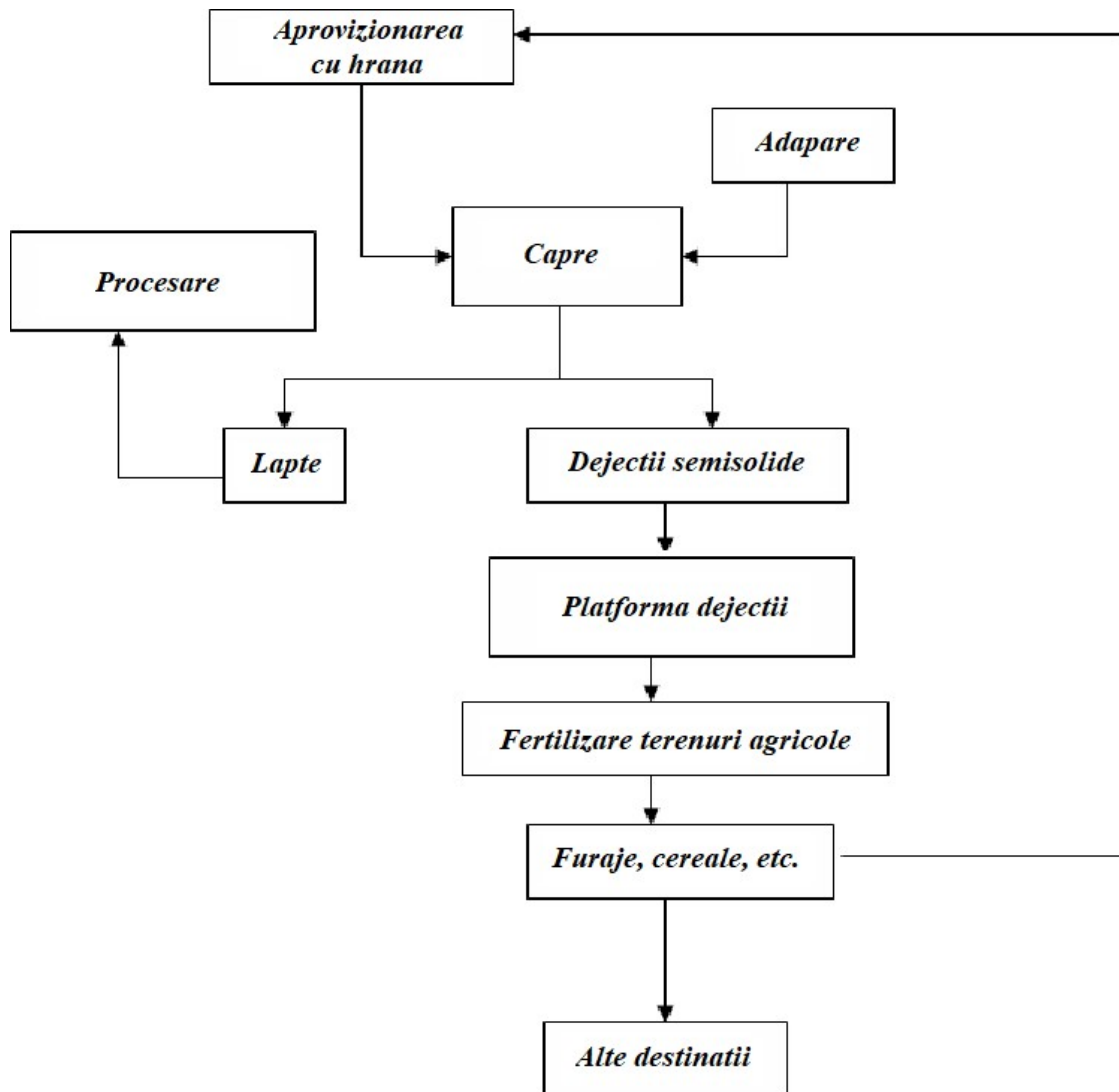 Aprovizionarea
cu hrana
Adapare
Capre
Procesare
Lapte
Dejectii semisolide
Platforma dejectii
Fertilizare terenuri agricole
Furaje, cereale, etc.
Alte destinatii